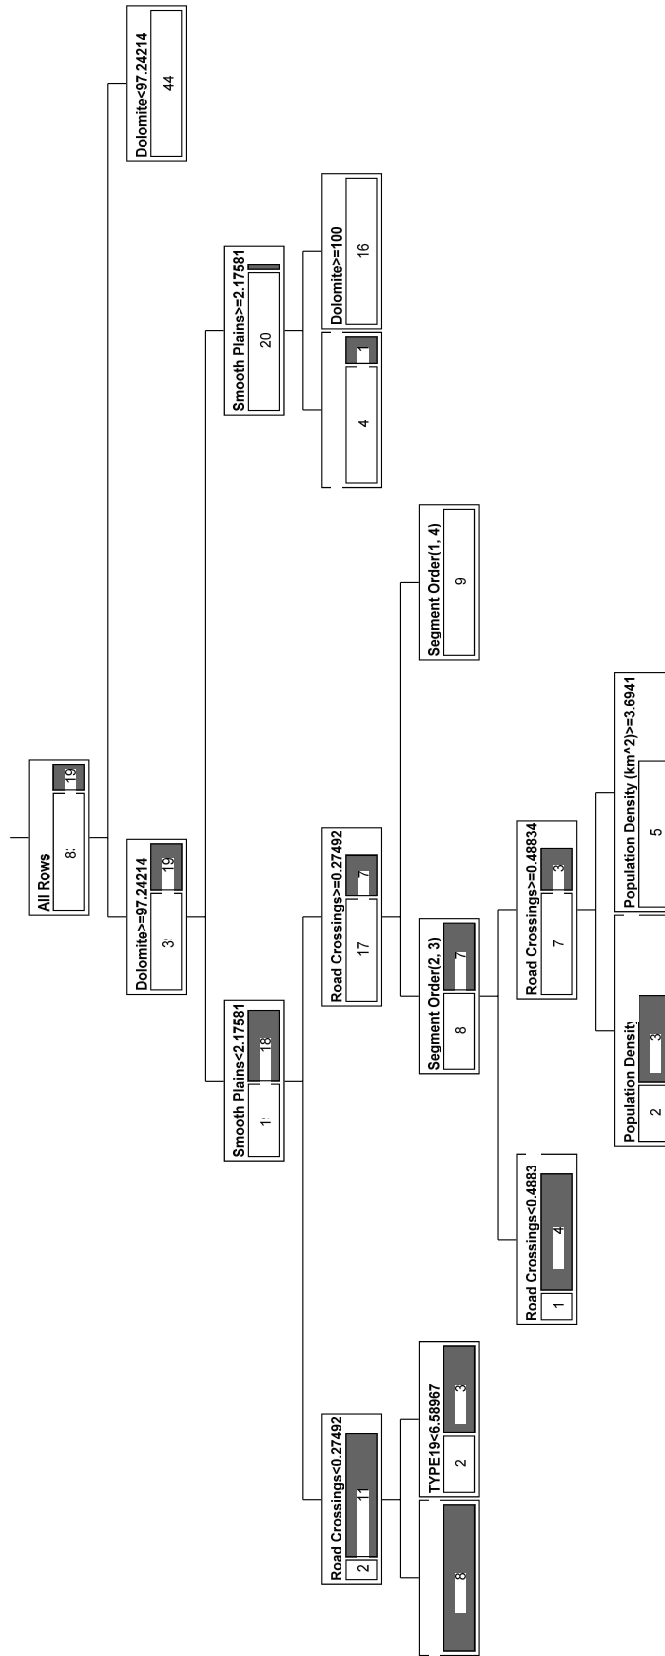 All Rows
8
19
Dolomite>=97.24214
3
19
Dolomite<97.24214
44
Smooth Plains<2.17581
1
18
Smooth Plains>=2.17581
20
Road Crossings<0.27492
2
11
Road Crossings>=0.27492
17
7
4
1
Dolomite>=100
16
8
TYPE19<6.58967
2
3
Segment Order(2, 3)
8
7
Segment Order(1, 4)
9
Road Crossings<0.4883
1
4
Road Crossings>=0.48834
7
3
Population Density
2
3
Population Density (km^2)>=3.6941
5